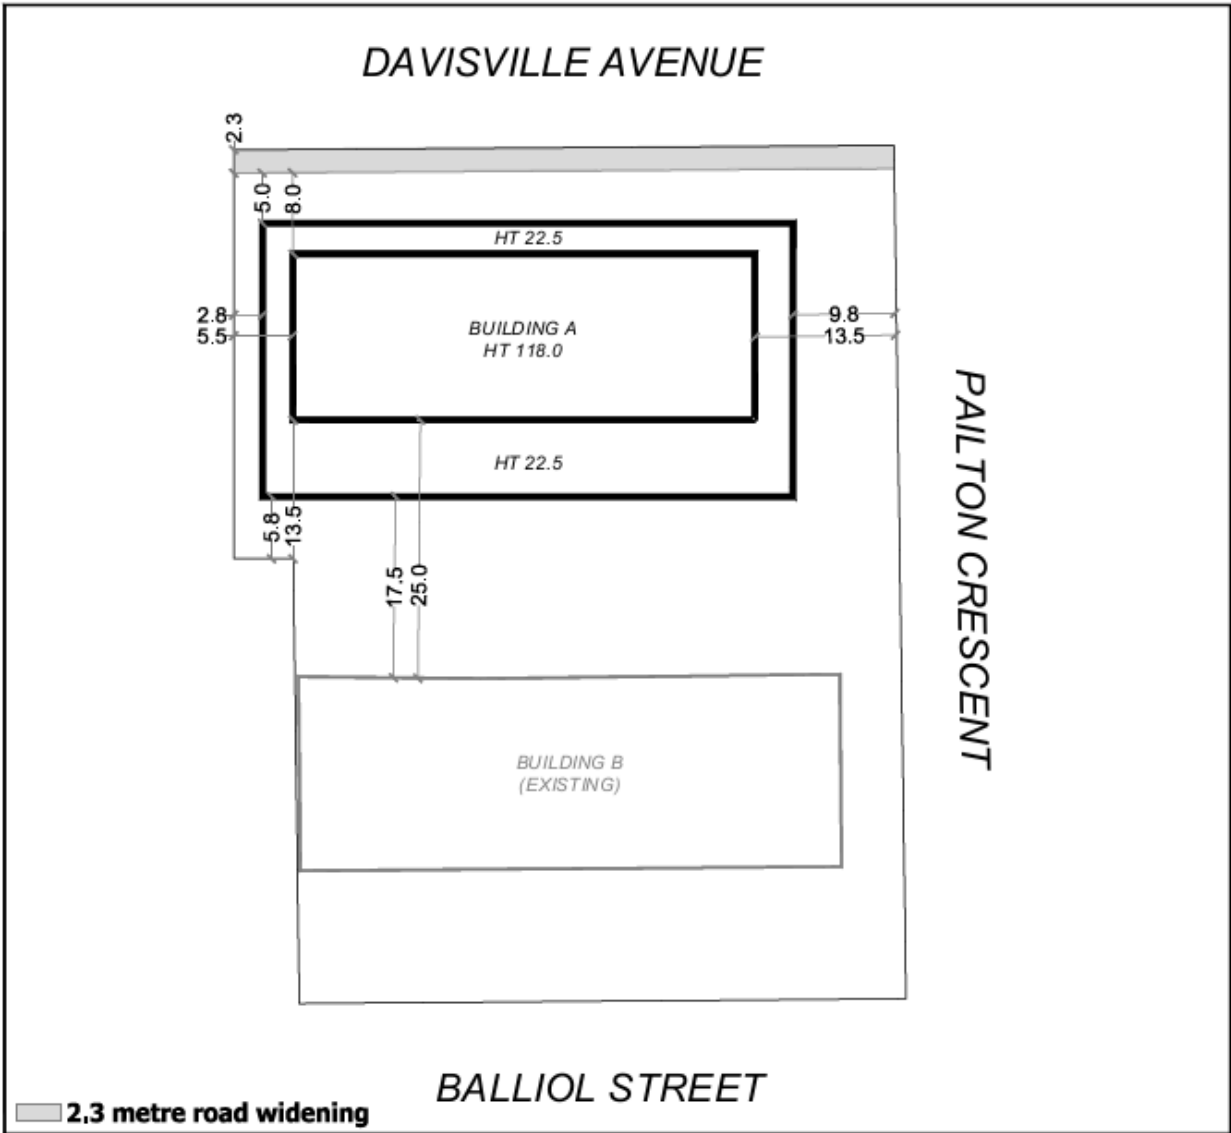 DAVISVILLE AVENUE
2.3
5.0
8.0
HT 22.5
2.8
5.5
BUILDING A
HT 118.0
9.8
13.5
HT 22.5
PAILTON CRESCENT
5.8
13.5
17.5
25.0
BUILDING B
(EXISTING)
BALLIOL STREET
2.3 metre road widening